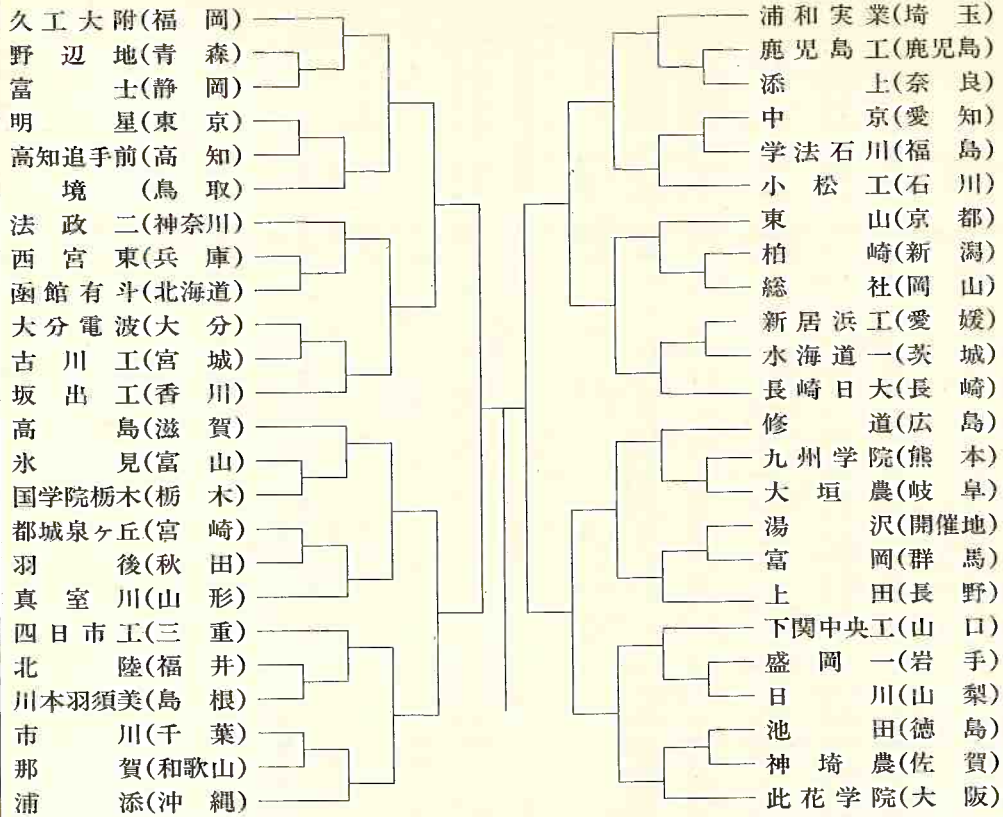 久工大附(福岡)
野辺地(青森)
富士(静岡)
明星(東京)
高知追手前(高知)
境(鳥取)
法政二(神奈川)
西宮東(兵庫)
函館有斗(北海道)
大分電波(大分)
古川工(宮城)
坂出工(香川)
高島(滋賀)
氷見(富山)
国学院栃木(栃木)
都城泉ヶ丘(宮崎)
羽後(秋田)
真室川(山形)
四日市工(三重)
北陸(福井)
川本羽須美(島根)
市川(千葉)
那賀(和歌山)
浦添(沖縄)
浦和実業(埼玉)
鹿児島工(鹿児島)
添上(奈良)
中京(愛知)
学法石川(福島)
小松工(石川)
東山(京都)
柏崎(新潟)
総社(岡山)
新居浜工(愛媛)
水海道一(茨城)
長崎日大(長崎)
修道(広島)
九州学院(熊本)
大垣農(岐阜)
湯沢(開催地)
富岡(群馬)
上田(長野)
下関中央工(山口)
盛岡一(岩手)
日川(山梨)
池田(徳島)
神埼農(佐賀)
此花学院(大阪)